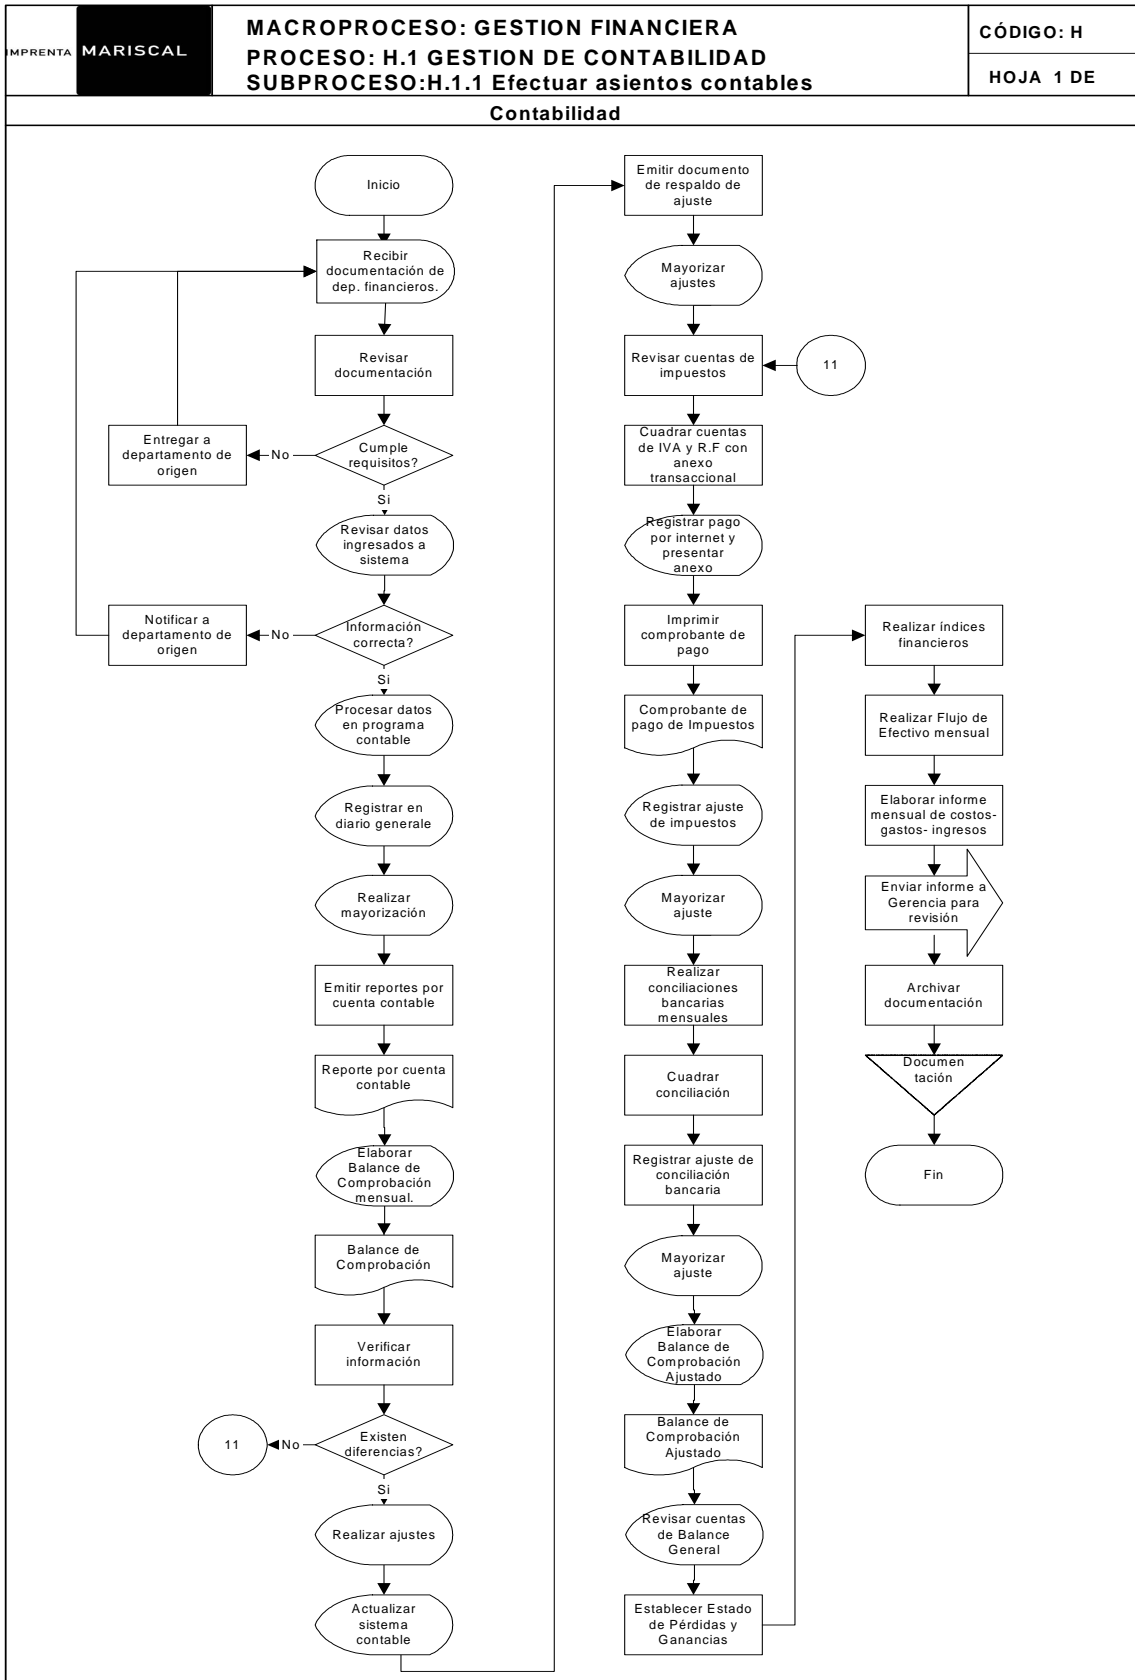 IMPRENTA MARISCAL
MACROPROCESO: GESTION FINANCIERA
PROCESO: H.1 GESTION DE CONTABILIDAD
SUBPROCESO:H.1.1 Efectuar asientos contables
CÓDIGO: H
HOJA 1 DE
Contabilidad
Inicio
Recibir
documentación de
dep. financieros.
Revisar
documentación
Cumple
requisitos?
No
Entregar a
departamento de
origen
Si
Revisar datos
ingresados a
sistema
Información
correcta?
No
Notificar a
departamento de
origen
Si
Procesar datos
en programa
contable
Registrar en
diario generale
Realizar
mayorización
Emitir reportes por
cuenta contable
Reporte por cuenta
contable
Elaborar
Balance de
Comprobación
mensual.
Balance de
Comprobación
Verificar
información
Existen
diferencias?
No
11
Si
Realizar ajustes
Actualizar
sistema
contable
Emitir documento
de respaldo de
ajuste
Mayorizar
ajustes
Revisar cuentas de
impuestos
11
Cuadrar cuentas
de IVA y R.F con
anexo
transaccional
Registrar pago
por internet y
presentar
anexo
Imprimir
comprobante de
pago
Comprobante de
pago de Impuestos
Registrar ajuste
de impuestos
Mayorizar
ajuste
Realizar
conciliaciones
bancarias
mensuales
Cuadrar
conciliación
Registrar ajuste de
conciliación
bancaria
Mayorizar
ajuste
Elaborar
Balance de
Comprobación
Ajustado
Balance de
Comprobación
Ajustado
Revisar cuentas
de Balance
General
Establecer Estado
de Pérdidas y
Ganancias
Realizar índices
financieros
Realizar Flujo de
Efectivo mensual
Elaborar informe
mensual de costos-
gastos- ingresos
Enviar informe a
Gerencia para
revisión
Archivar
documentación
Documen
tación
Fin